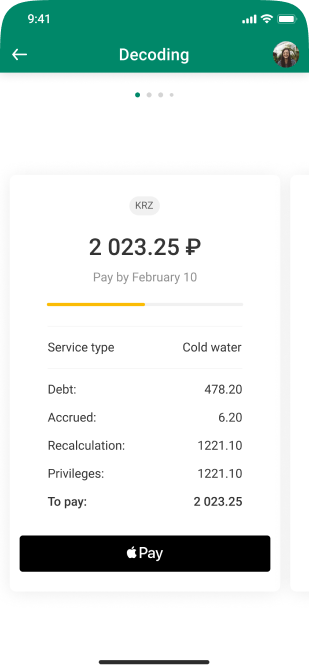 9:41
Decoding
KRZ
2 023.25 ₽
Pay by February 10
Service type Cold water
Debt: 478.20
Accrued: 6.20
Recalculation: 1221.10
Privileges: 1221.10
To pay: 2 023.25
Pay